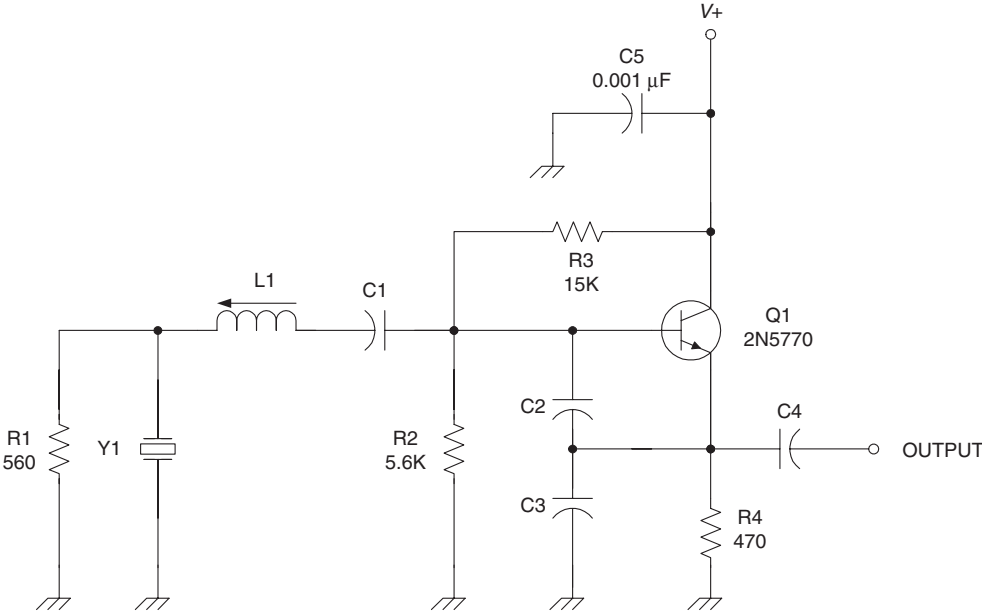 V+
C5
0.001 μF
R3
15K
L1
C1
Q1
2N5770
R1
560
Y1
R2
5.6K
C2
C4
OUTPUT
C3
R4
470